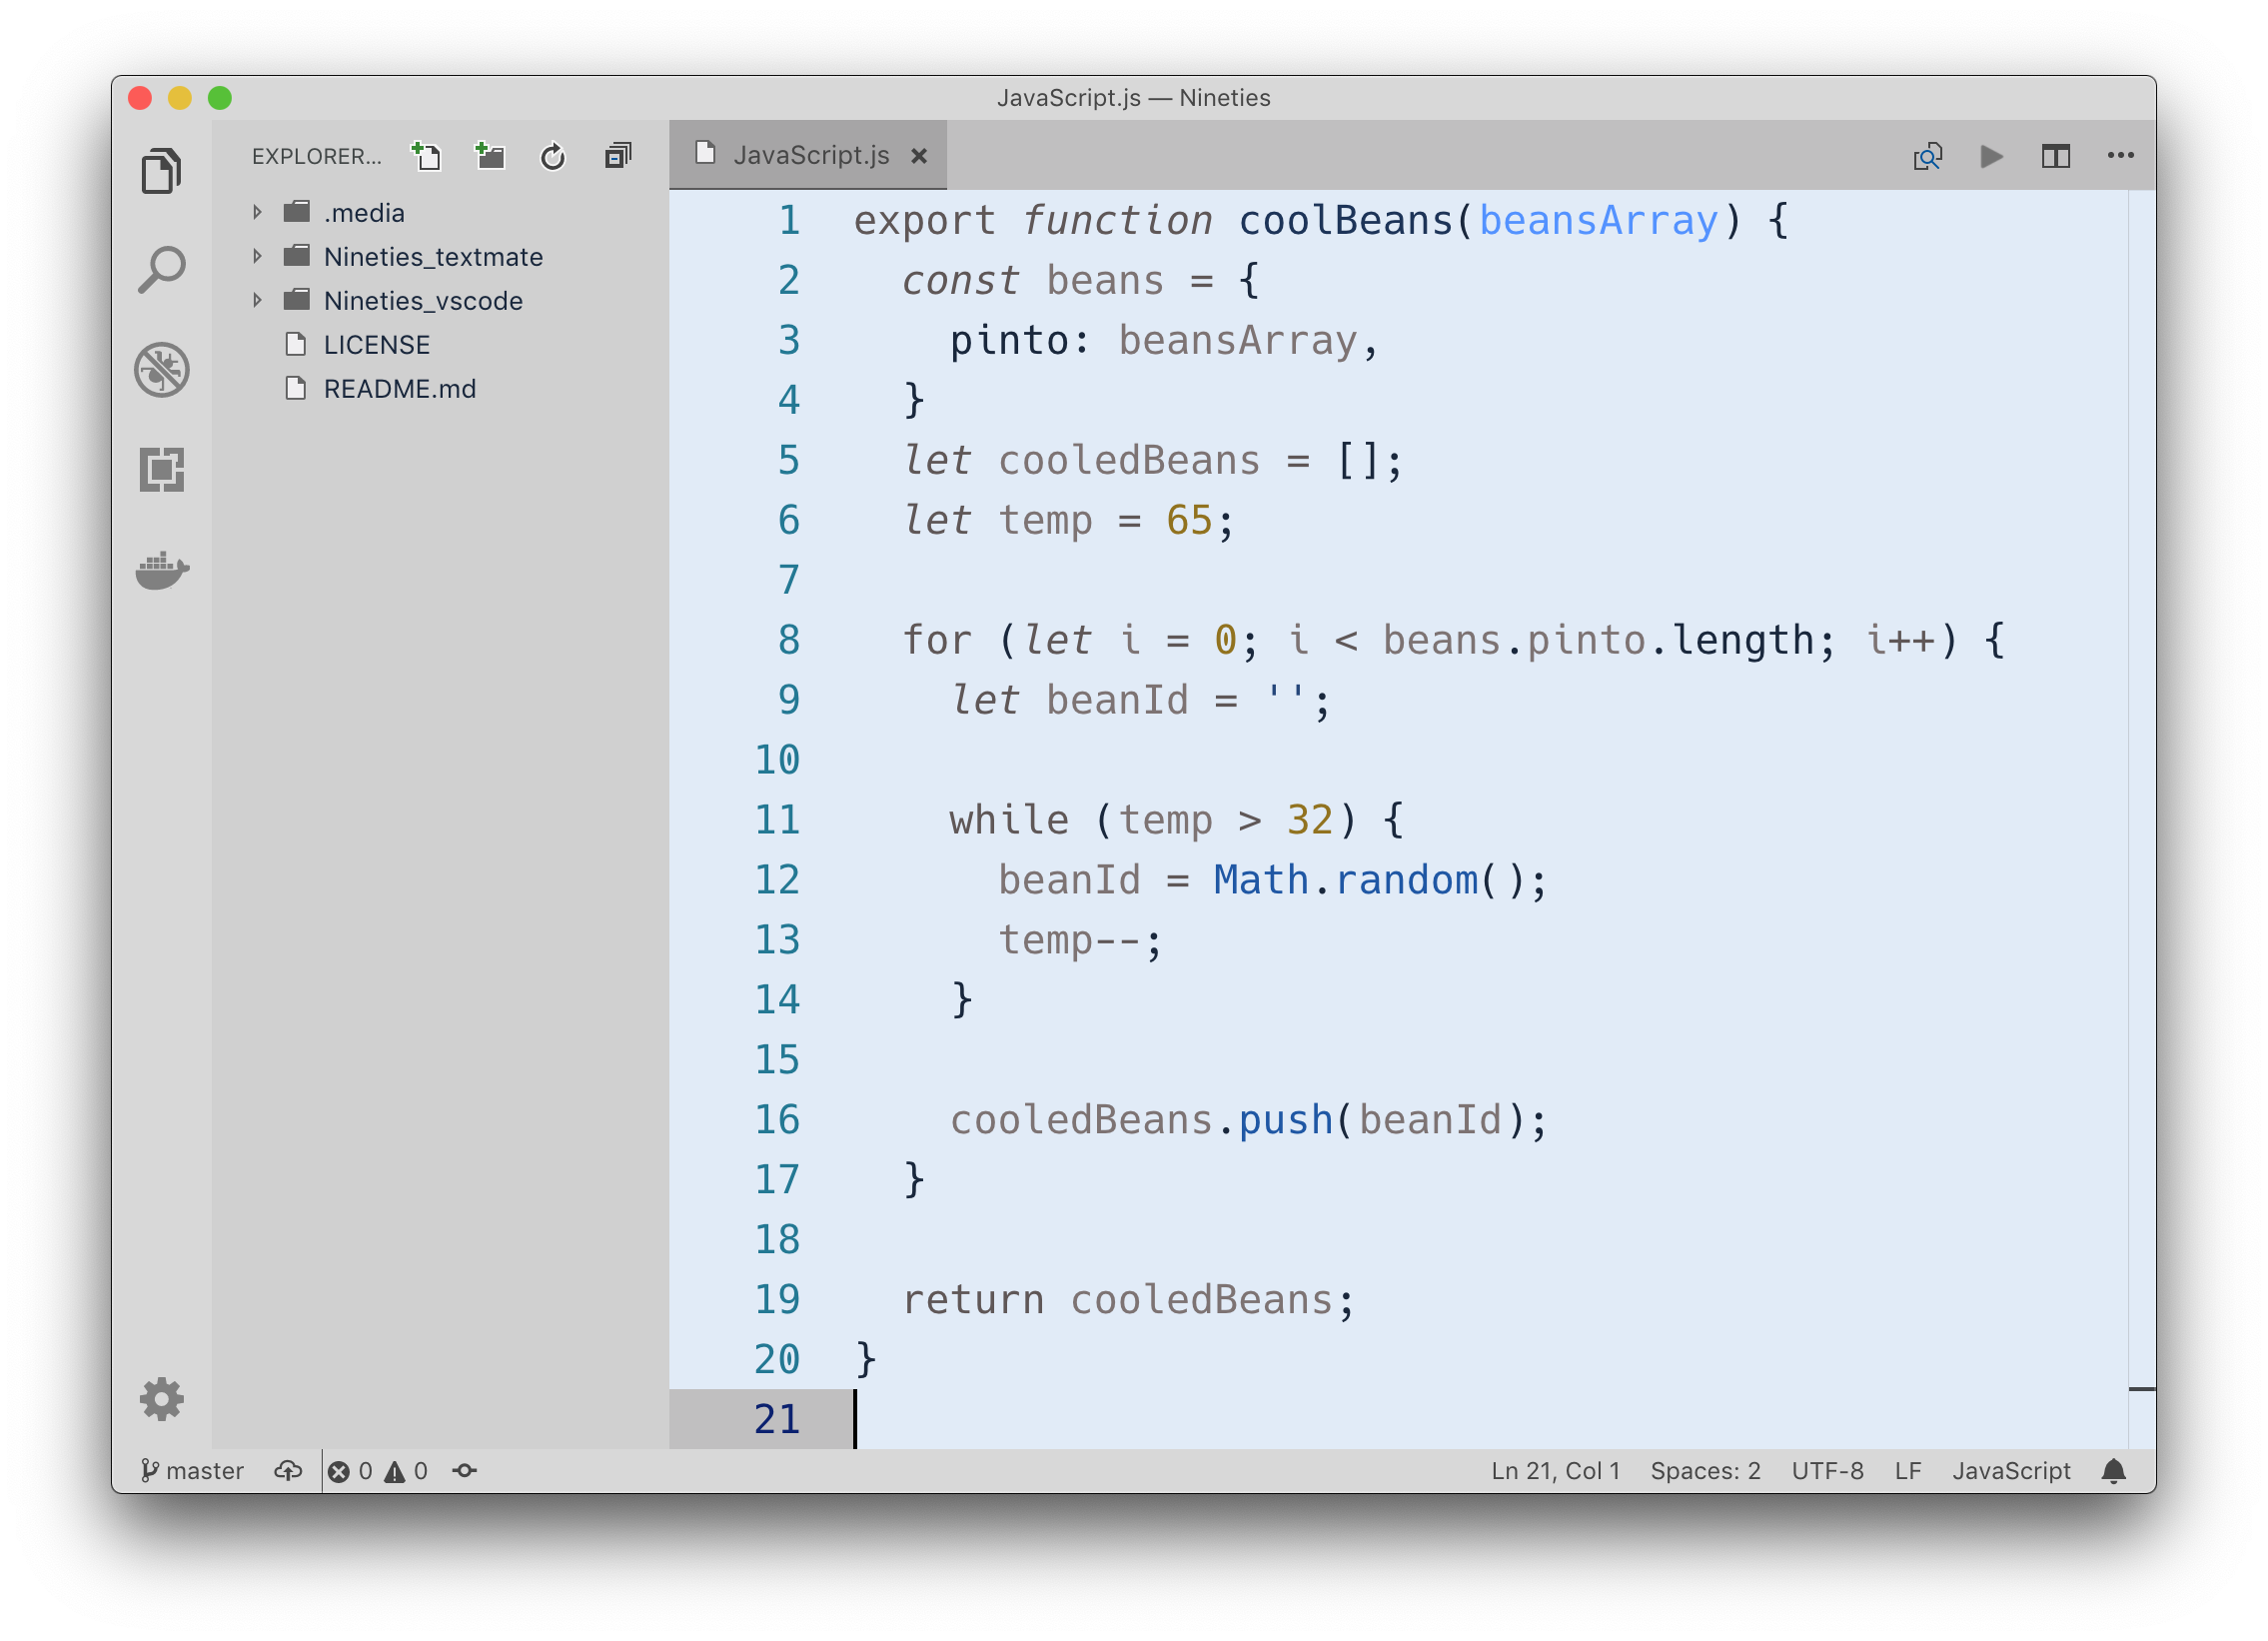 JavaScript.js — Nineties
EXPLORER...
.media
Nineties_textmate
Nineties_vscode
LICENSE
README.md
JavaScript.js
1 export function coolBeans(beansArray) {
2   const beans = {
3     pinto: beansArray,
4   }
5   let cooledBeans = [];
6   let temp = 65;
7
8   for (let i = 0; i < beans.pinto.length; i++) {
9     let beanId = '';
10
11     while (temp > 32) {
12       beanId = Math.random();
13       temp--;
14     }
15
16     cooledBeans.push(beanId);
17   }
18
19   return cooledBeans;
20 }
21
master 0 0 Ln 21, Col 1 Spaces: 2 UTF-8 LF JavaScript